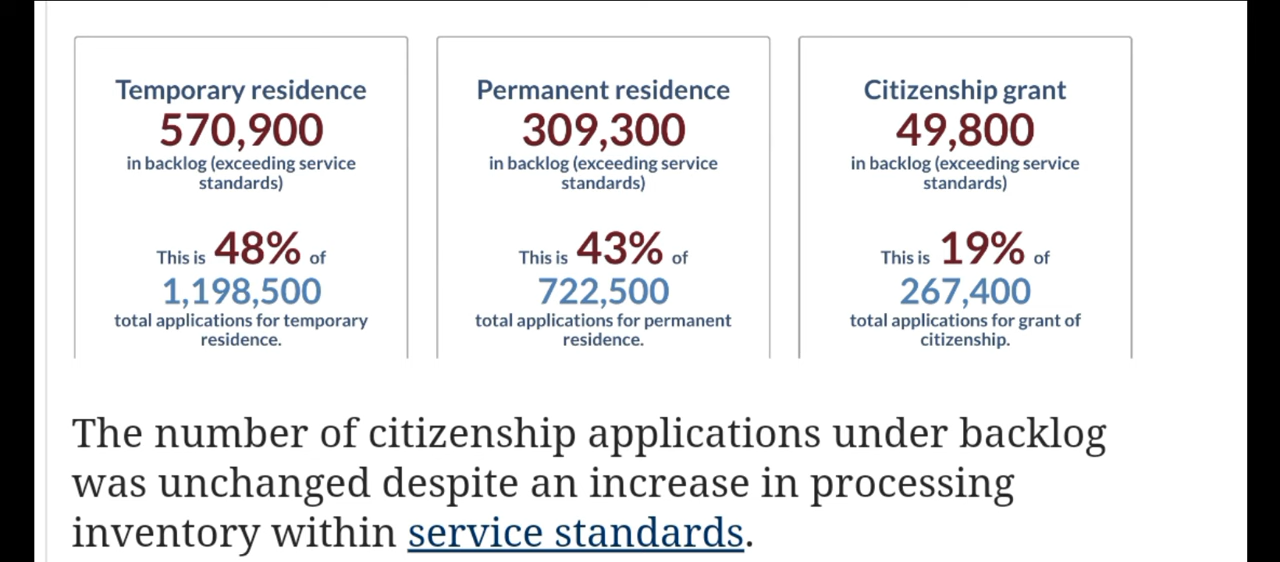 Temporary residence
570,900
in backlog (exceeding service
standards)
This is 48% of
1,198,500
total applications for temporary
residence.
Permanent residence
309,300
in backlog (exceeding service
standards)
This is 43% of
722,500
total applications for permanent
residence.
Citizenship grant
49,800
in backlog (exceeding service
standards)
This is 19% of
267,400
total applications for grant of
citizenship.
The number of citizenship applications under backlog
was unchanged despite an increase in processing
inventory within service standards.